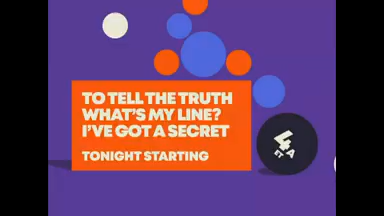 TO TELL THE TRUTH
WHAT'S MY LINE?
I'VE GOT A SECRET
TONIGHT STARTING